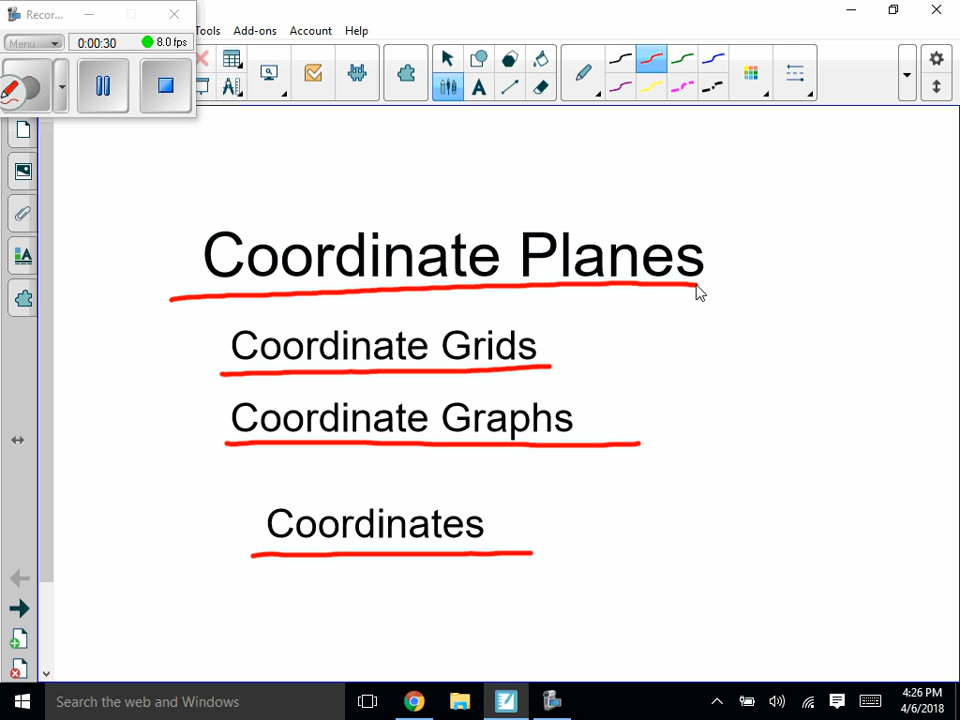 Recor...
Menu
0:00:30
8.0 fps
Tools Add-ons Account Help
Coordinate Planes
Coordinate Grids
Coordinate Graphs
Coordinates
Search the web and Windows
4:26 PM
4/6/2018